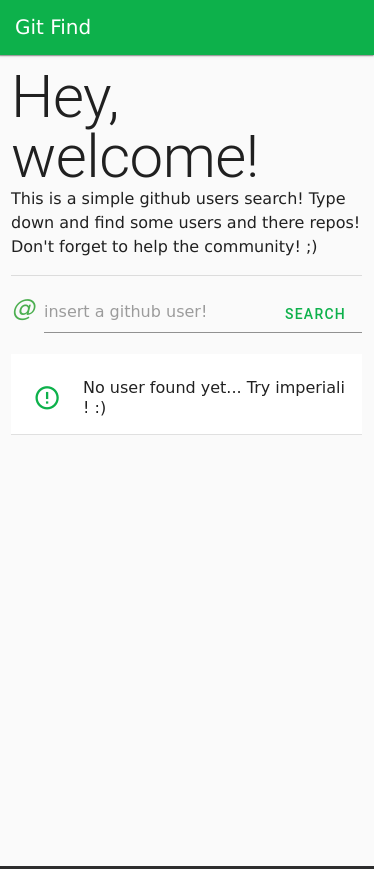 Git Find
Hey,
welcome!
This is a simple github users search! Type
down and find some users and there repos!
Don't forget to help the community! ;)
@ insert a github user! SEARCH
No user found yet... Try imperiali
! :)